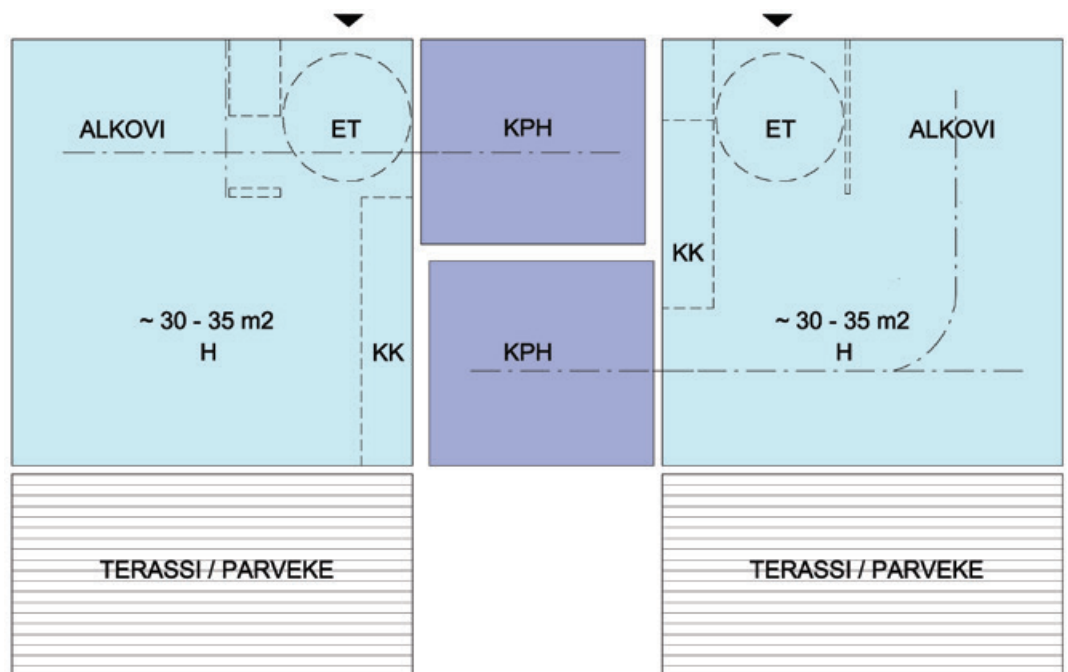 ALKOVI
ET
KPH
ET
ALKOVI
KK
~ 30 - 35 m2
H
KK
KPH
~ 30 - 35 m2
H
TERASSI / PARVEKE
TERASSI / PARVEKE